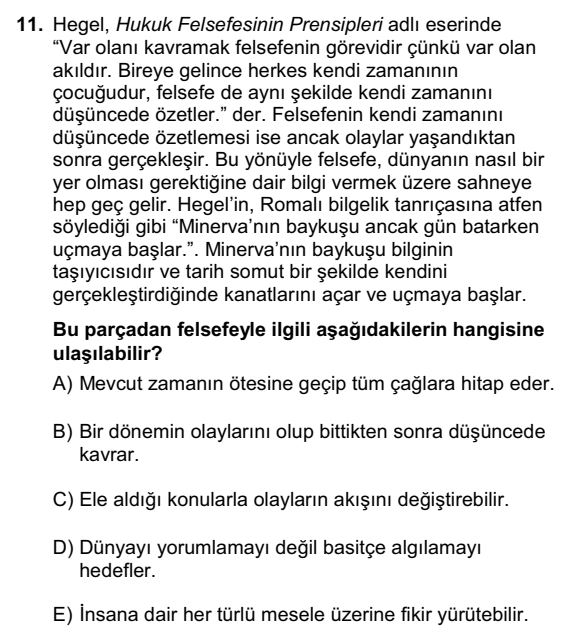 11. Hegel, Hukuk Felsefesinin Prensipleri adlı eserinde
“Var olanı kavramak felsefenin görevidir çünkü var olan
akıldır. Bireye gelince herkes kendi zamanının
çocuğudur, felsefe de aynı şekilde kendi zamanını
düşüncede özetler.” der. Felsefenin kendi zamanını
düşüncede özetlemesi ise ancak olaylar yaşandıktan
sonra gerçekleşir. Bu yönüyle felsefe, dünyanın nasıl bir
yer olması gerektiğine dair bilgi vermek üzere sahneye
hep geç gelir. Hegel’in, Romalı bilgelik tanrıçasına atfen
söylediği gibi “Minerva’nın baykuşu ancak gün batarken
uçmaya başlar.”. Minerva’nın baykuşu bilginin
taşıyıcısıdır ve tarih somut bir şekilde kendini
gerçekleştirdiğinde kanatlarını açar ve uçmaya başlar.
Bu parçadan felsefeyle ilgili aşağıdakilerin hangisine
ulaşılabilir?
A) Mevcut zamanın ötesine geçip tüm çağlara hitap eder.
B) Bir dönemin olaylarını olup bittikten sonra düşüncede
kavrar.
C) Ele aldığı konularla olayların akışını değiştirebilir.
D) Dünyayı yorumlamayı değil basitçe algılamayı
hedefler.
E) İnsana dair her türlü mesele üzerine fikir yürütebilir.